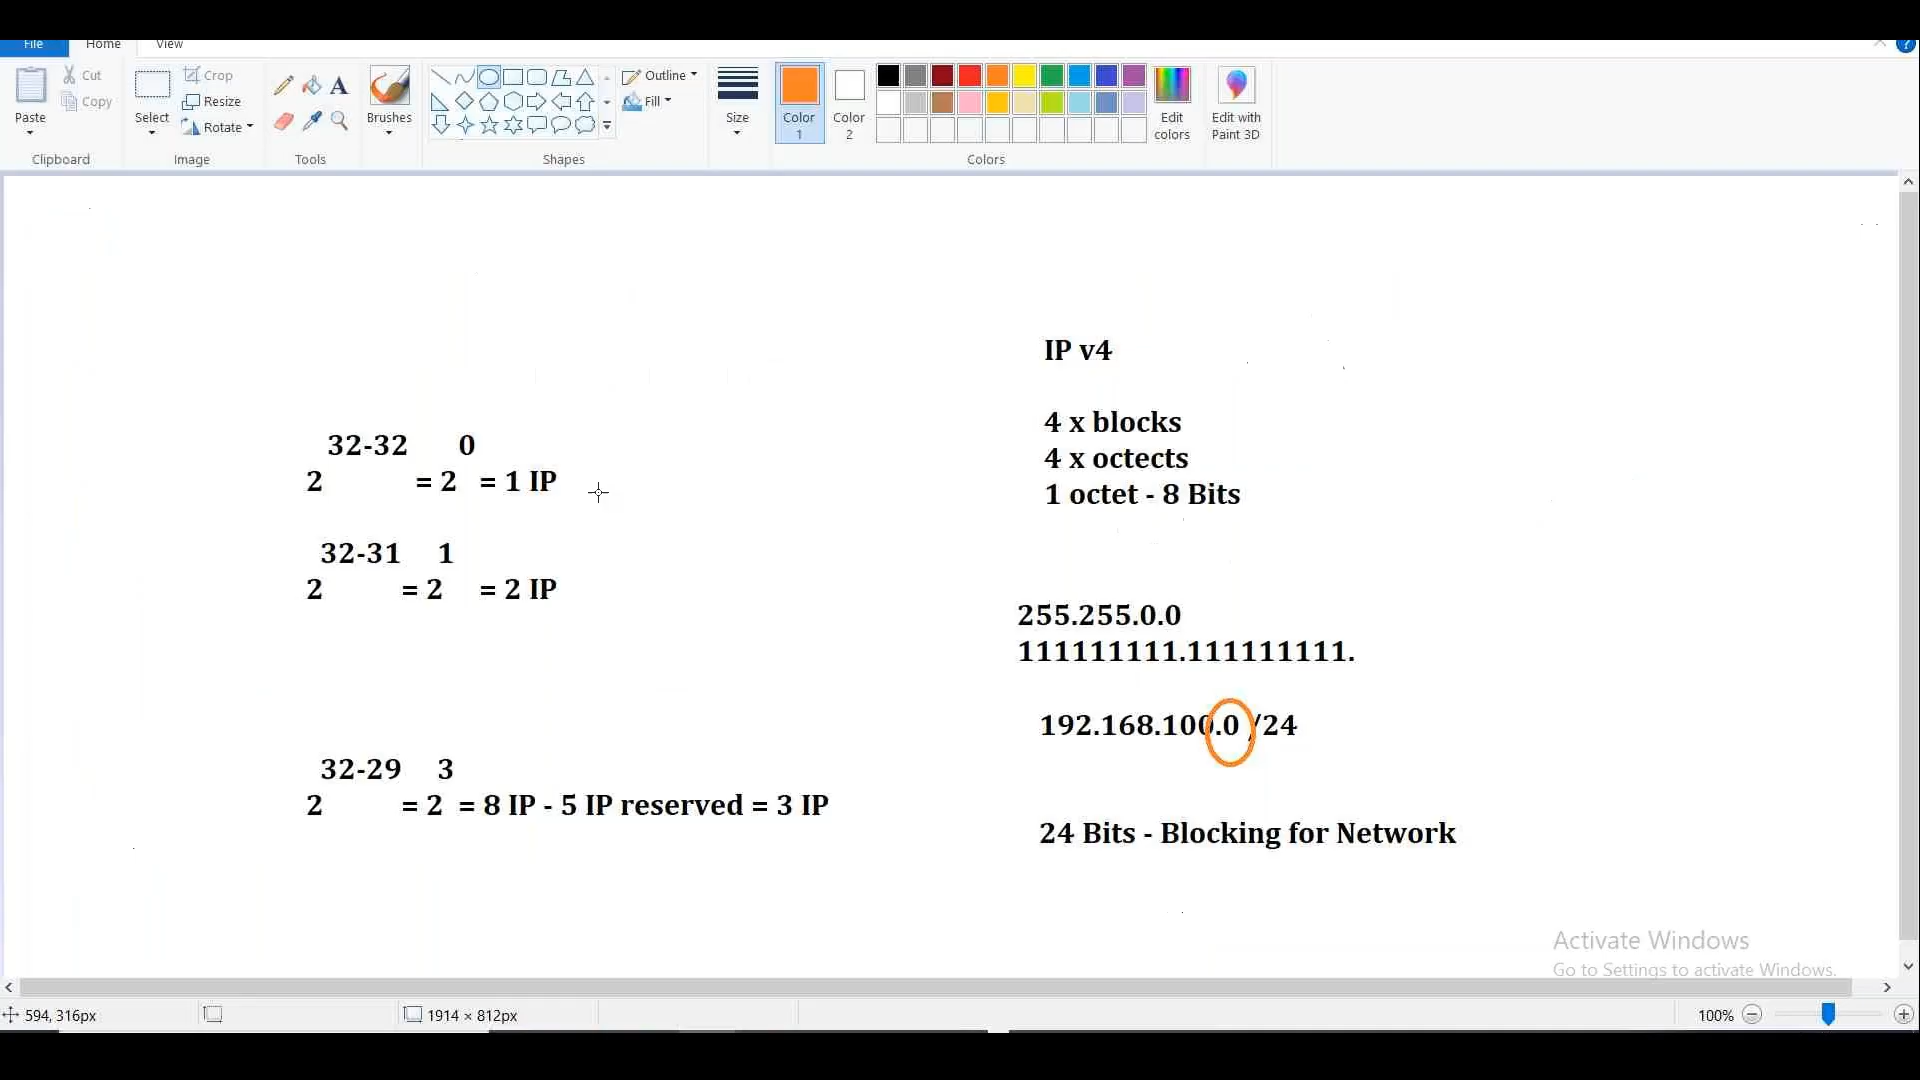 File Home View
Paste
Cut
Copy
Clipboard
Select
Crop
Resize
Rotate
Image
Tools
Brushes
Shapes
Outline
Fill
Size
Color 1
Color 2
Colors
Edit colors
Edit with Paint 3D
32-32 0
2 = 2 = 1 IP
32-31 1
2 = 2 = 2 IP
32-29 3
2 = 2 = 8 IP - 5 IP reserved = 3 IP
IP v4
4 x blocks
4 x octects
1 octet - 8 Bits
255.255.0.0
111111111.111111111.
192.168.100.0 /24
24 Bits - Blocking for Network
Activate Windows
Go to Settings to activate Windows.
594, 316px
1914 × 812px
100%